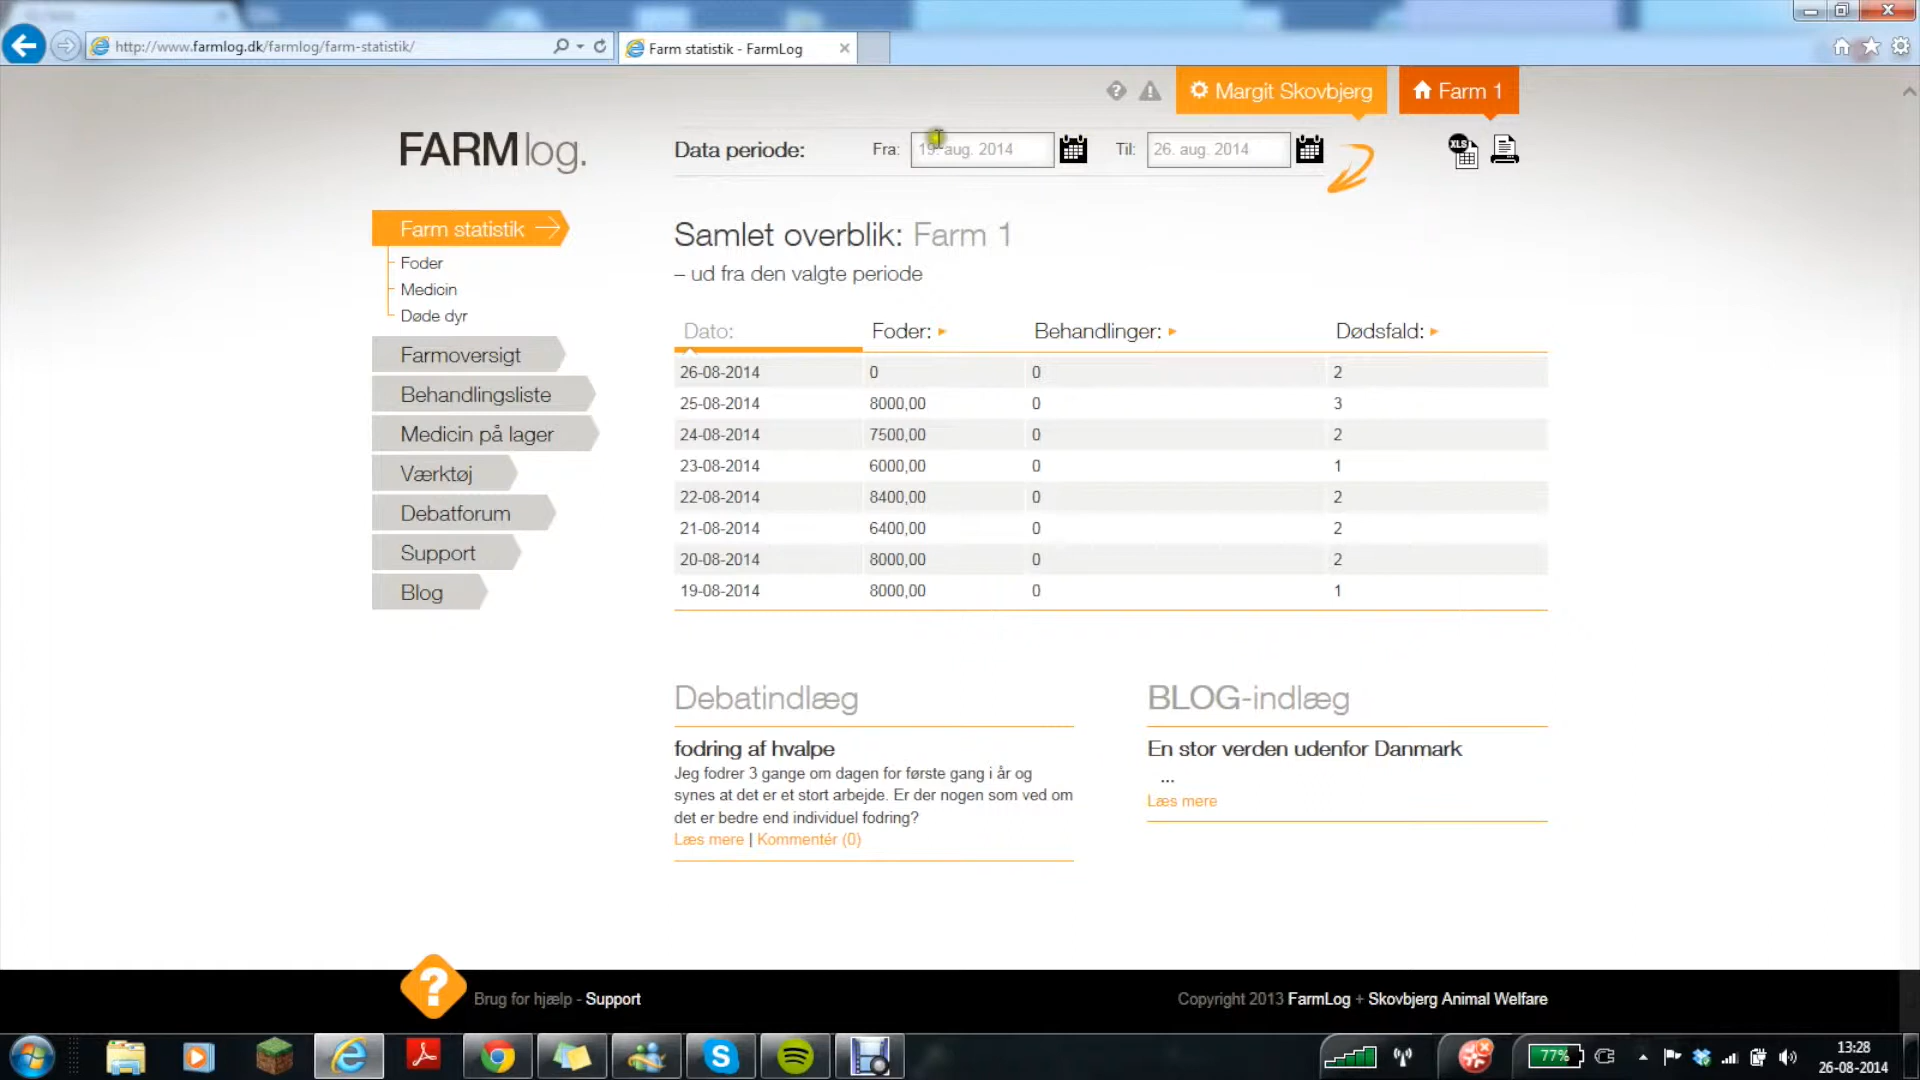 http://www.farmlog.dk/farmlog/farm-statistik/
Farm statistik - FarmLog
Margit Skovbjerg
Farm 1
FARMlog.
Data periode:
Fra:
19. aug. 2014
Til:
26. aug. 2014
XLS
Farm statistik
Foder
Medicin
Døde dyr
Farmoversigt
Behandlingsliste
Medicin på lager
Værktøj
Debatforum
Support
Blog
Samlet overblik: Farm 1
– ud fra den valgte periode
Dato: Foder: Behandlinger: Dødsfald:
26-08-2014 0 0 2
25-08-2014 8000,00 0 3
24-08-2014 7500,00 0 2
23-08-2014 6000,00 0 1
22-08-2014 8400,00 0 2
21-08-2014 6400,00 0 2
20-08-2014 8000,00 0 2
19-08-2014 8000,00 0 1
Debatindlæg
fodring af hvalpe
Jeg fodrer 3 gange om dagen for første gang i år og
synes at det er et stort arbejde. Er der nogen som ved om
det er bedre end individuel fodring?
Læs mere | Kommentér (0)
BLOG-indlæg
En stor verden udenfor Danmark
...
Læs mere
Brug for hjælp - Support
Copyright 2013 FarmLog + Skovbjerg Animal Welfare
77%
13:28
26-08-2014